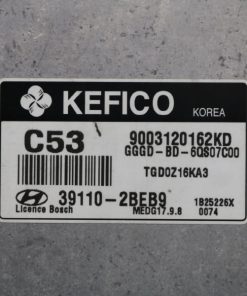 KEFICO KOREA
C53 9003120162KD
GGGD-BD-6QS07C00
TGD0Z16KA3
39110-2BEB9
Licence Bosch MEDG17.9.8 1B25226X
0074